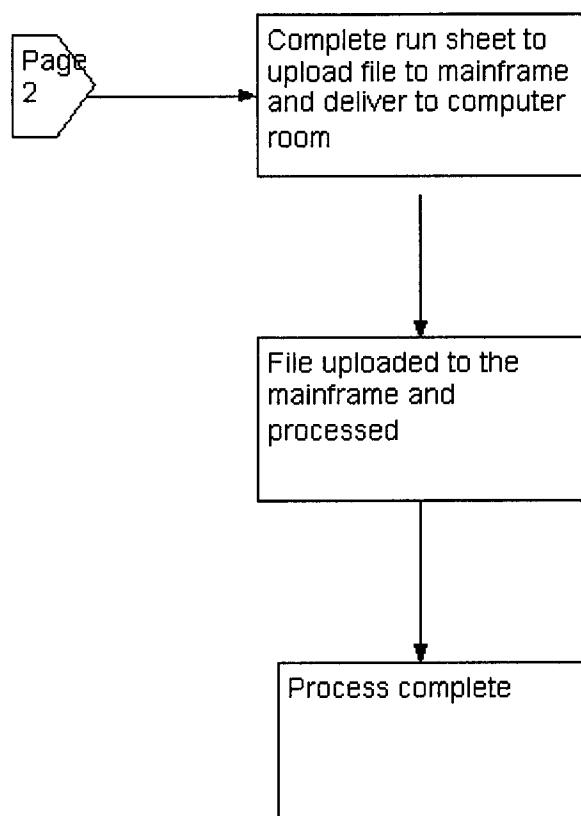 Page
2
Complete run sheet to
upload file to mainframe
and deliver to computer
room
File uploaded to the
mainframe and
processed
Process complete